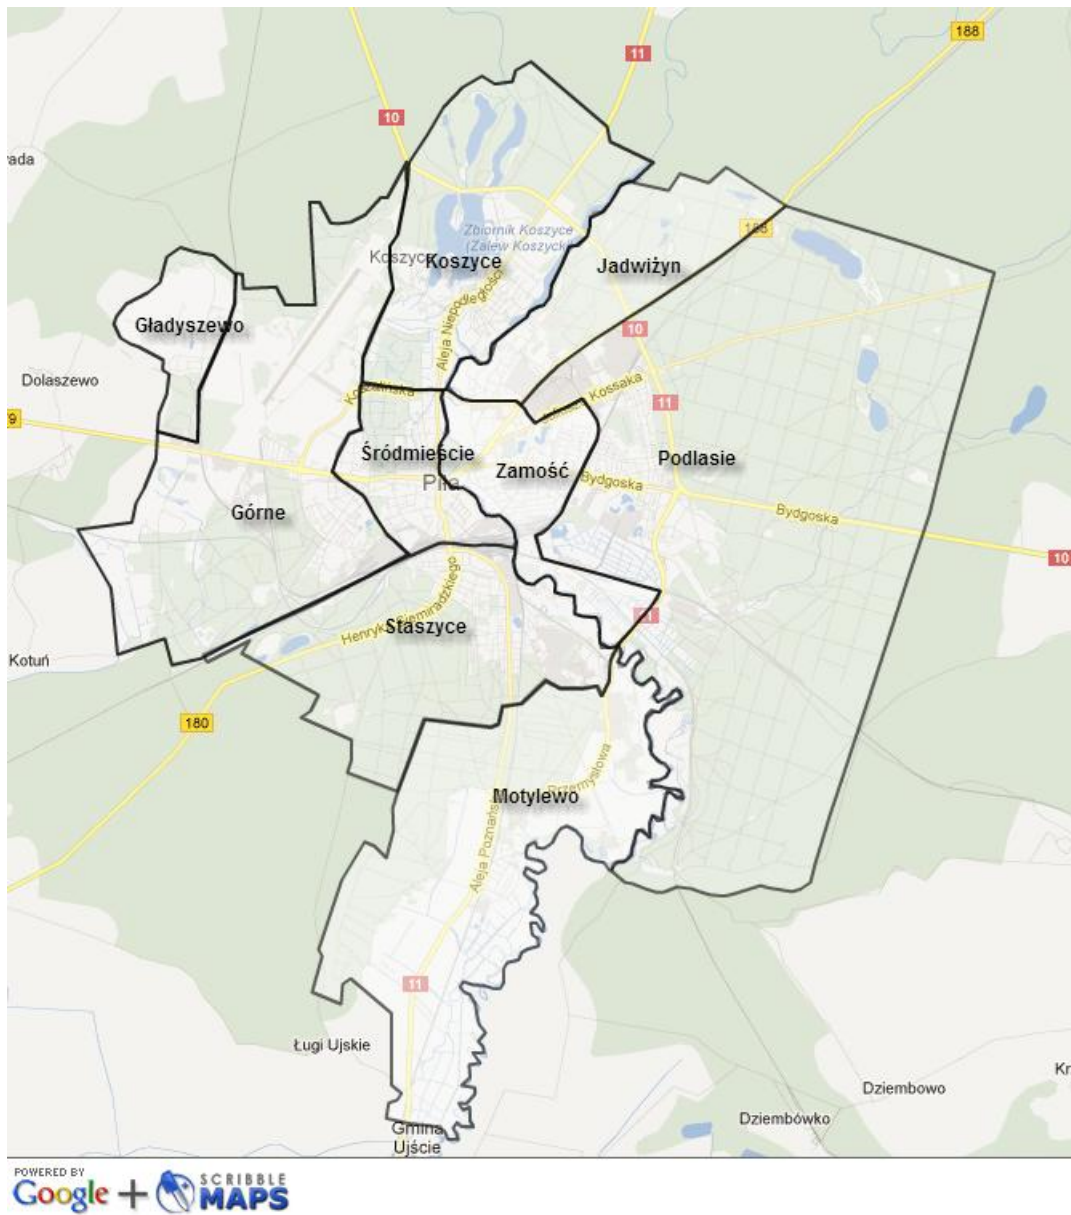 188
11
10
vada
188
Zbiornik Koszyce
(Zalew Koszycki)
Koszyce
Koszyce
Jadwiżyn
Aleja Niepodległości
Gładyszewo
10
Dolaszewo
Koszalińska
Juliusza Kossaka
11
Śródmieście
Zamość
Podlasie
Piła
Bydgoska
Górne
Bydgoska
10
Henryka Siemiradzkiego
11
Staszyce
Kotuń
180
Przemysłowa
Motylewo
Aleja Poznańska
11
Ługi Ujskie
Kr
Dziembowo
Dziembówko
Gmina
Ujście
POWERED BY
Google + SCRIBBLE
MAPS